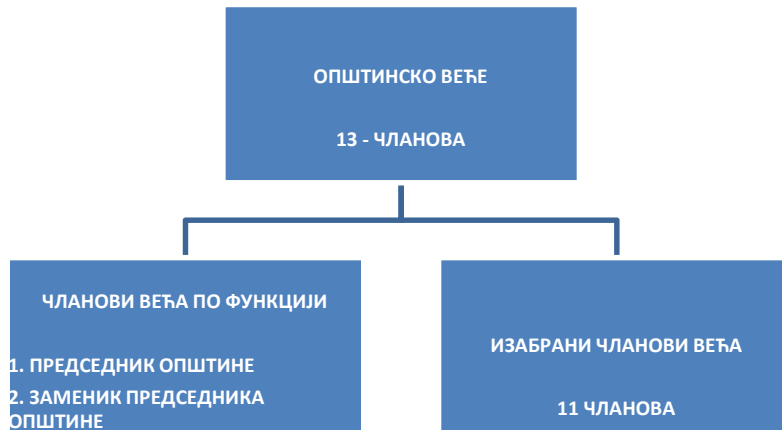 ОПШТИНСКО ВЕЋЕ
13 - ЧЛАНОВА
ЧЛАНОВИ ВЕЋА ПО ФУНКЦИЈИ
1. ПРЕДСЕДНИК ОПШТИНЕ
2. ЗАМЕНИК ПРЕДСЕДНИКА
ОПШТИНЕ
ИЗАБРАНИ ЧЛАНОВИ ВЕЋА
11 ЧЛАНОВА